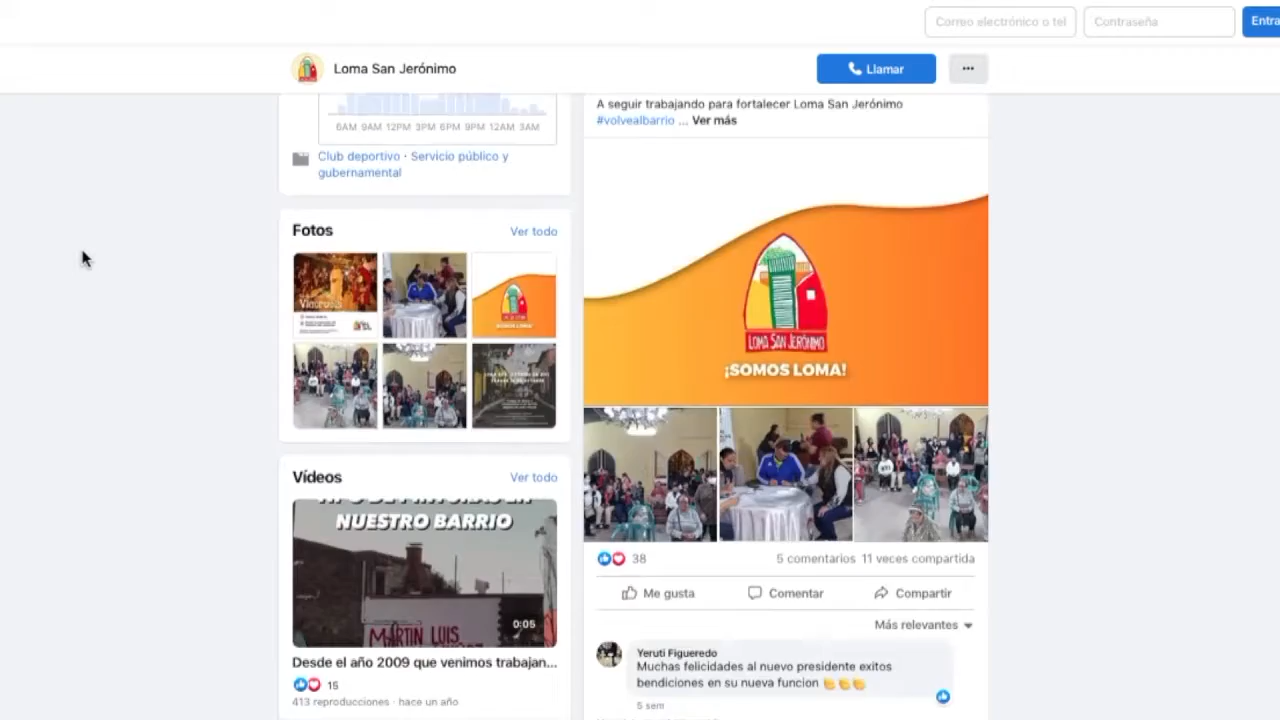 Correo electrónico o tel
Contraseña
Entra
Loma San Jerónimo
Llamar
A seguir trabajando para fortalecer Loma San Jerónimo
#volvealbarrio ... Ver más
6AM 9AM 12PM 3PM 6PM 9PM 12AM 3AM
Club deportivo · Servicio público y
gubernamental
Fotos
Ver todo
LOMA SAN JERÓNIMO
¡SOMOS LOMA!
Vídeos
Ver todo
NUESTRO BARRIO
MARTIN LUIS
0:05
Desde el año 2009 que venimos trabajan...
15
413 reproducciones · hace un año
38
5 comentarios 11 veces compartida
Me gusta
Comentar
Compartir
Más relevantes
Yeruti Figueredo
Muchas felicidades al nuevo presidente exitos
bendiciones en su nueva funcion 👏👏👏
5 sem